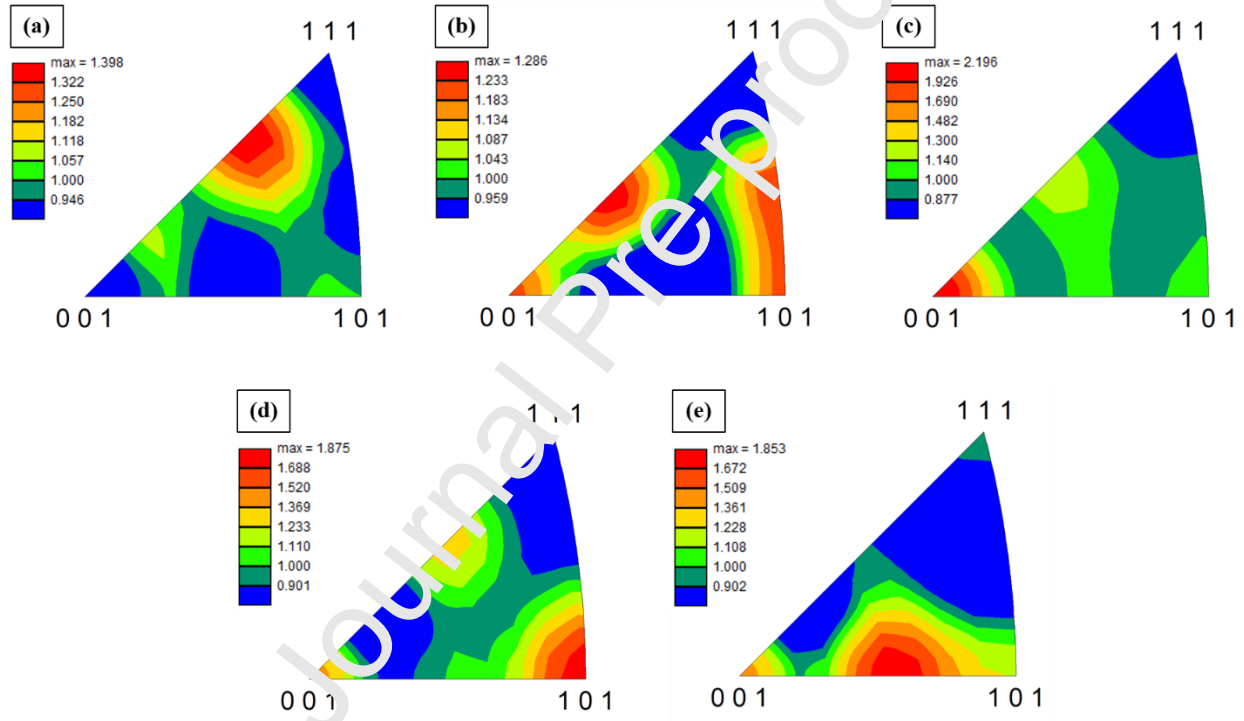 (a)
1 1 1
max = 1.398
1.322
1.250
1.182
1.118
1.057
1.000
0.946
0 0 1
1 0 1
(b)
1 1 1
max = 1.286
1.233
1.183
1.134
1.087
1.043
1.000
0.959
0 0 1
1 0 1
(c)
1 1 1
max = 2.196
1.926
1.690
1.482
1.300
1.140
1.000
0.877
0 0 1
1 0 1
(d)
1 1 1
max = 1.875
1.688
1.520
1.369
1.233
1.110
1.000
0.901
0 0 1
1 0 1
(e)
1 1 1
max = 1.853
1.672
1.509
1.361
1.228
1.108
1.000
0.902
0 0 1
1 0 1
Journal Pre-proo